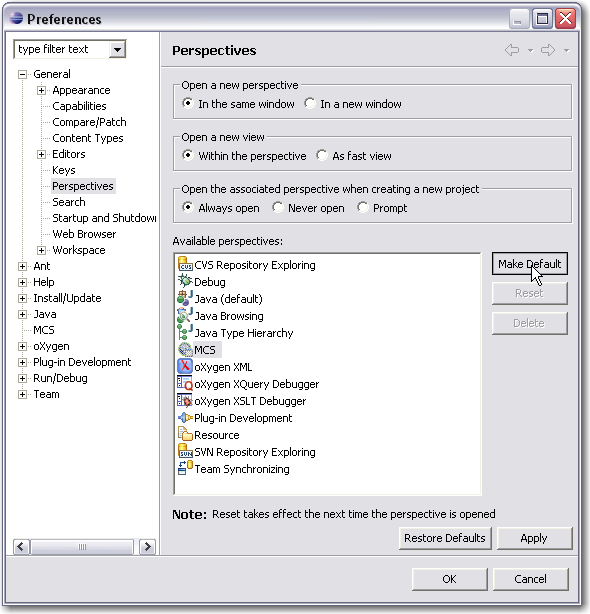 Preferences
type filter text
General
Appearance
Capabilities
Compare/Patch
Content Types
Editors
Keys
Perspectives
Search
Startup and Shutdown
Web Browser
Workspace
Ant
Help
Install/Update
Java
MCS
oXygen
Plug-in Development
Run/Debug
Team
Perspectives
Open a new perspective
In the same window In a new window
Open a new view
Within the perspective As fast view
Open the associated perspective when creating a new project
Always open Never open Prompt
Available perspectives:
CVS Repository Exploring
Debug
Java (default)
Java Browsing
Java Type Hierarchy
MCS
oXygen XML
oXygen XQuery Debugger
oXygen XSLT Debugger
Plug-in Development
Resource
SVN Repository Exploring
Team Synchronizing
Make Default
Reset
Delete
Note: Reset takes effect the next time the perspective is opened
Restore Defaults Apply
OK Cancel